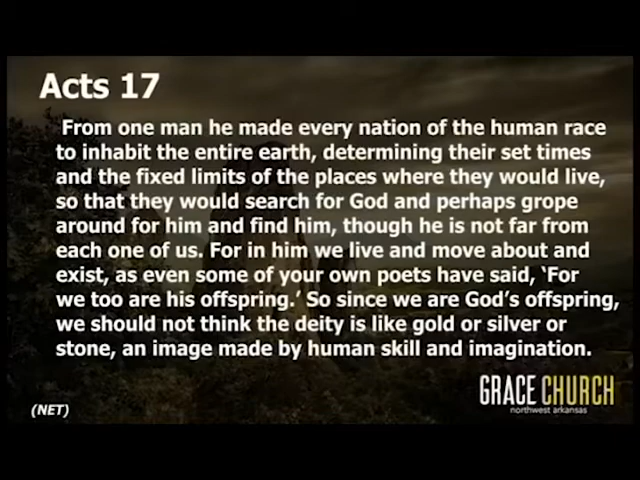 Acts 17
From one man he made every nation of the human race
to inhabit the entire earth, determining their set times
and the fixed limits of the places where they would live,
so that they would search for God and perhaps grope
around for him and find him, though he is not far from
each one of us. For in him we live and move about and
exist, as even some of your own poets have said, ‘For
we too are his offspring.’ So since we are God’s offspring,
we should not think the deity is like gold or silver or
stone, an image made by human skill and imagination.
GRACE CHURCH
northwest arkansas
(NET)